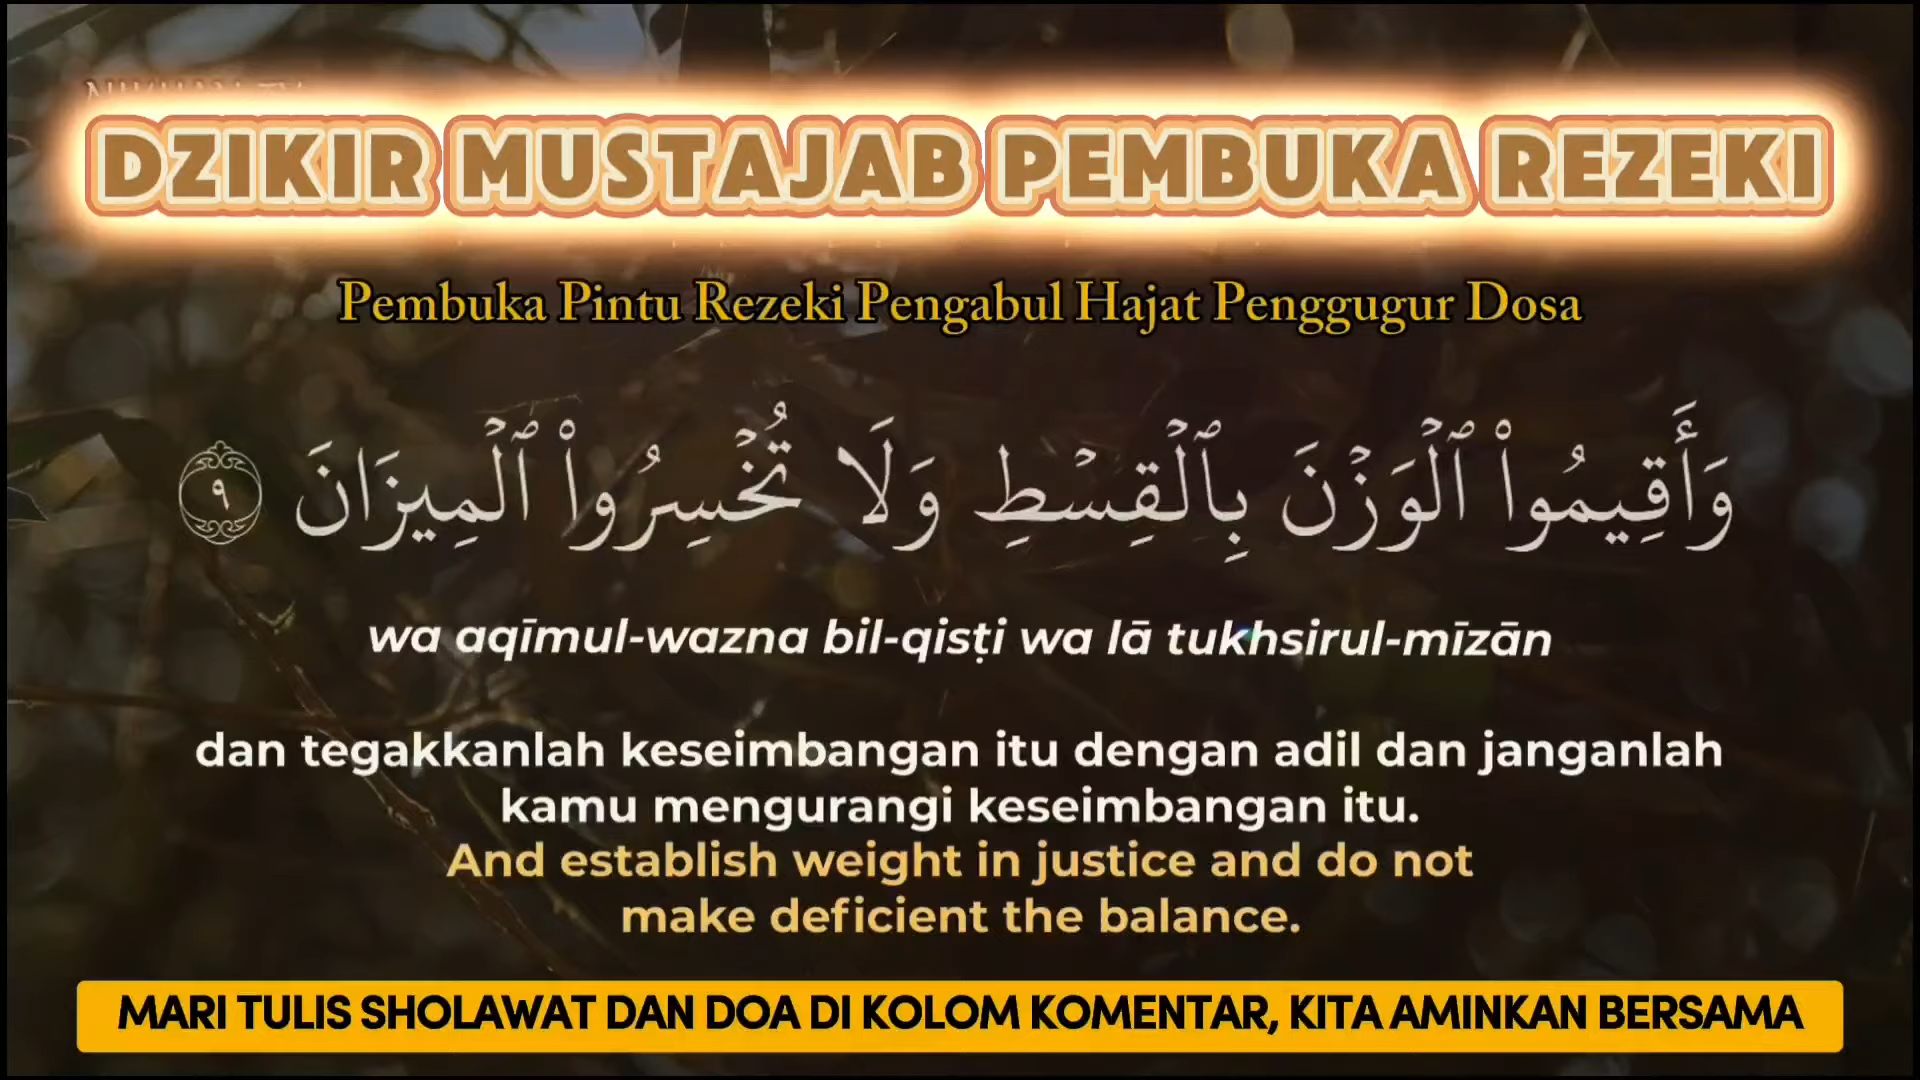 DZIKIR MUSTAJAB PEMBUKA REZEKI
Pembuka Pintu Rezeki Pengabul Hajat Penggugur Dosa
وَأَقِيمُوا۟ ٱلْوَزْنَ بِٱلْقِسْطِ وَلَا تُخْسِرُوا۟ ٱلْمِيزَانَ ٩
wa aqīmul-wazna bil-qisṭi wa lā tukhsirul-mīzān
dan tegakkanlah keseimbangan itu dengan adil dan janganlah
kamu mengurangi keseimbangan itu.
And establish weight in justice and do not
make deficient the balance.
MARI TULIS SHOLAWAT DAN DOA DI KOLOM KOMENTAR, KITA AMINKAN BERSAMA